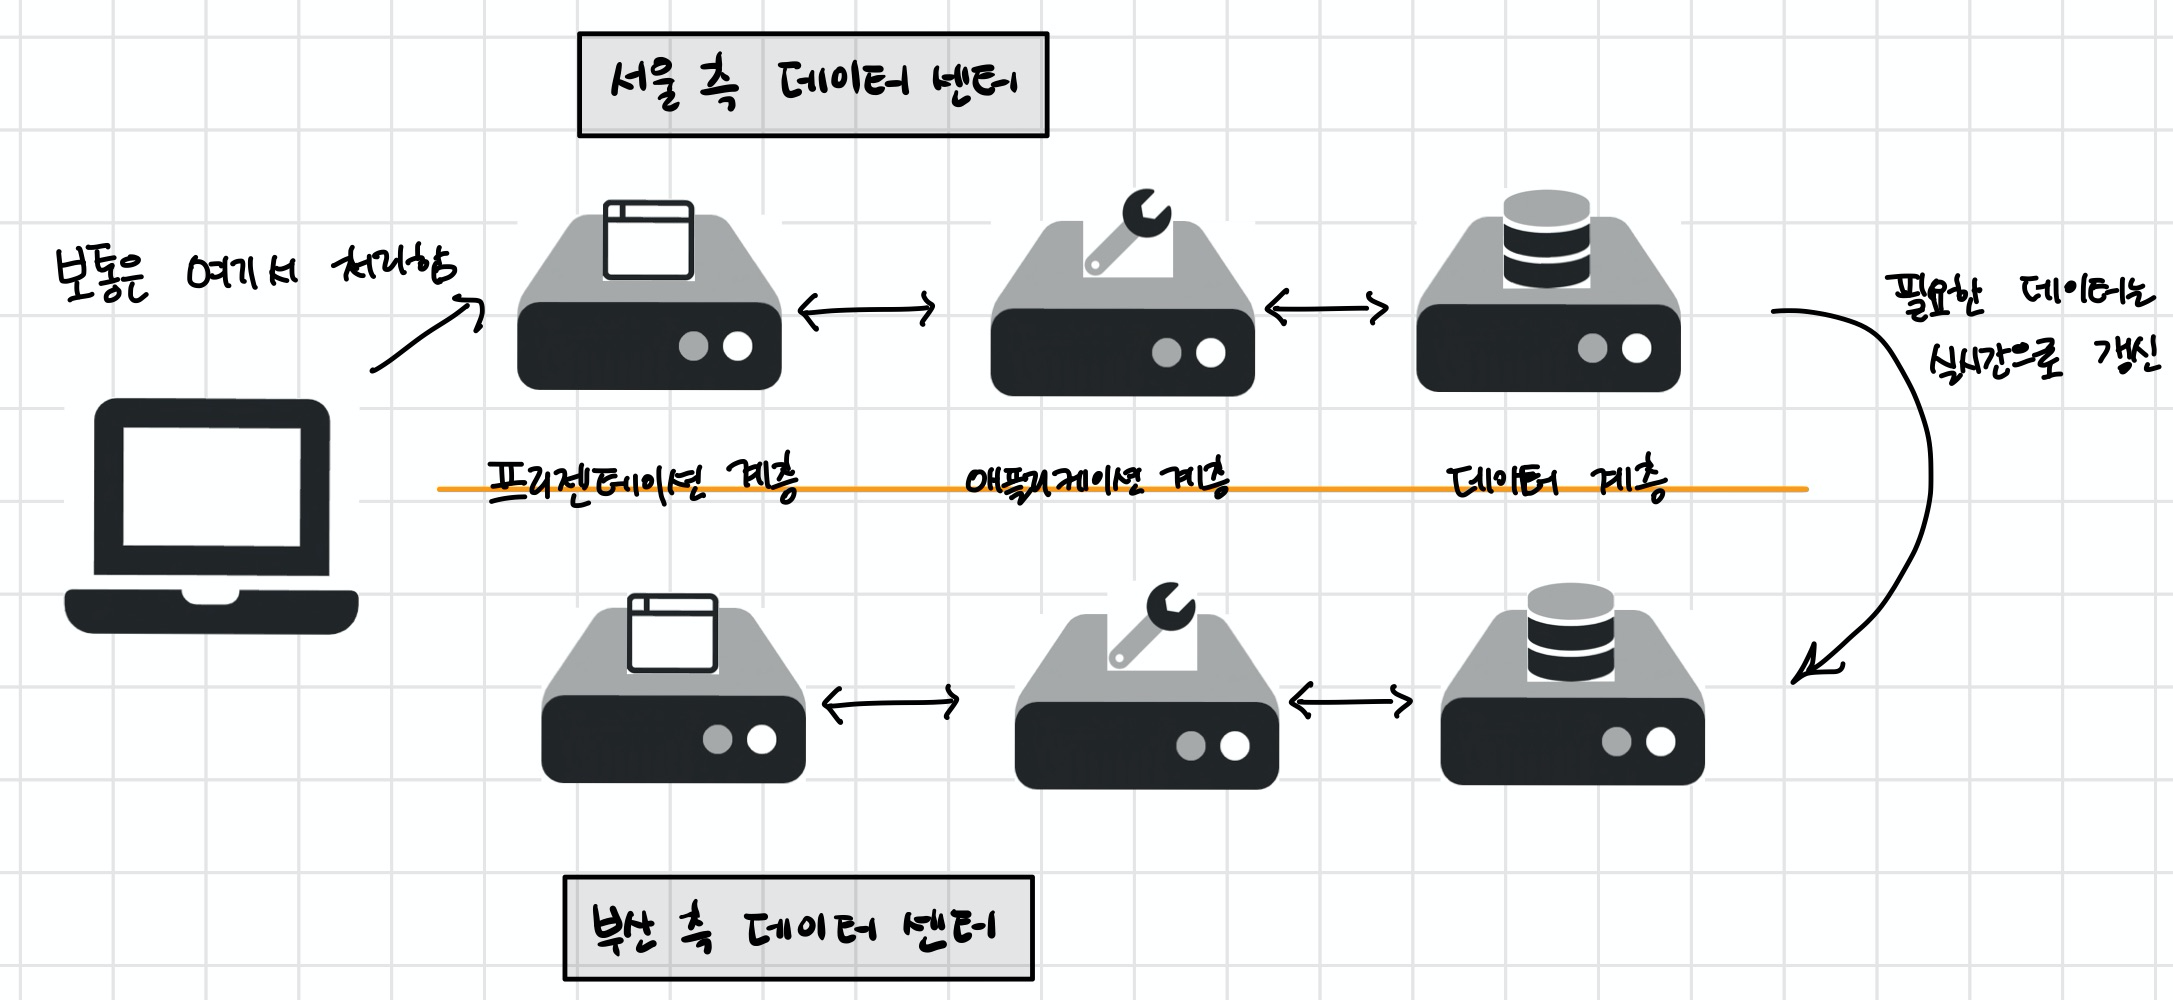 서울 측 데이터 센터
보통은 여기서 처리함
필요한 데이터는
실시간으로 갱신
프리젠테이션 계층
애플리케이션 계층
데이터 계층
부산 측 데이터 센터